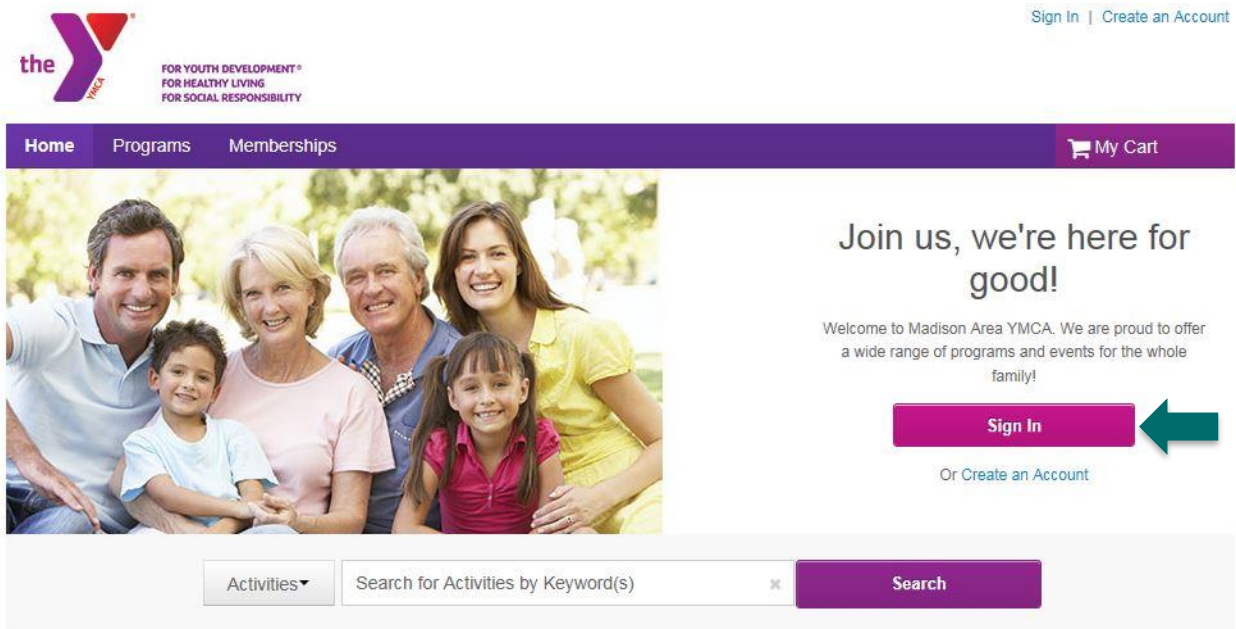 Sign In | Create an Account
the
YMCA
FOR YOUTH DEVELOPMENT®
FOR HEALTHY LIVING
FOR SOCIAL RESPONSIBILITY
Home Programs Memberships My Cart
Join us, we're here for
good!
Welcome to Madison Area YMCA. We are proud to offer
a wide range of programs and events for the whole
family!
Sign In
Or Create an Account
Activities Search for Activities by Keyword(s) × Search